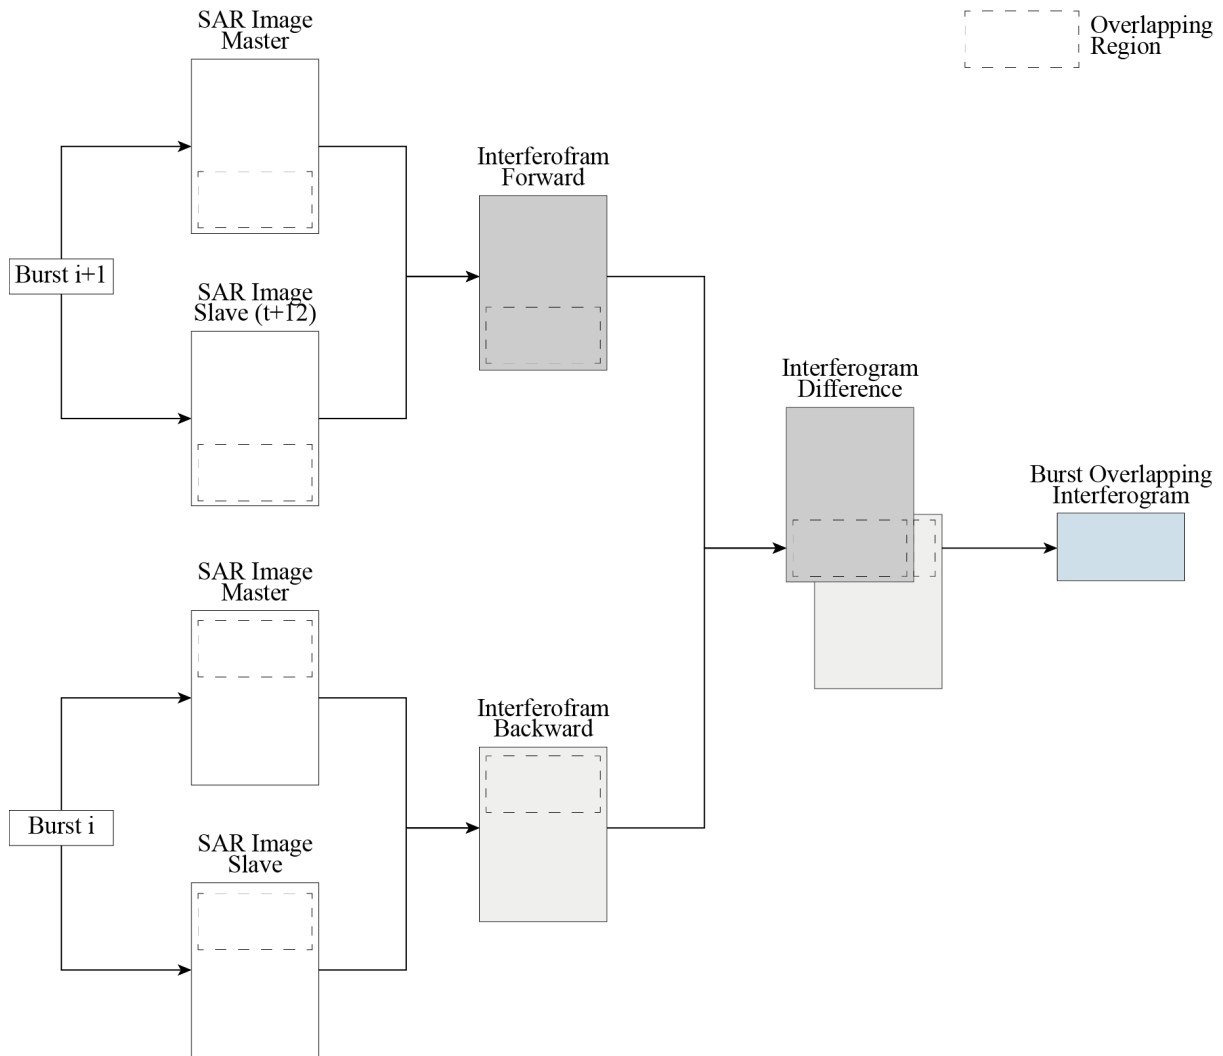 SAR Image
Master
Overlapping
Region
Interferofram
Forward
Burst i+1
SAR Image
Slave (t+12)
Interferogram
Difference
Burst Overlapping
Interferogram
SAR Image
Master
Interferofram
Backward
Burst i
SAR Image
Slave